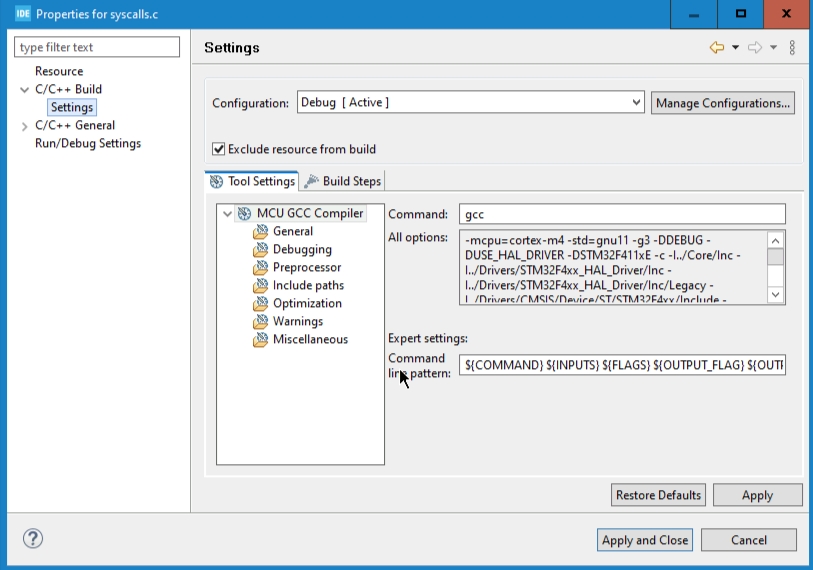 IDE Properties for syscalls.c
type filter text
Resource
C/C++ Build
Settings
C/C++ General
Run/Debug Settings
Settings
Configuration: Debug [ Active ] Manage Configurations...
Exclude resource from build
Tool Settings Build Steps
MCU GCC Compiler
General
Debugging
Preprocessor
Include paths
Optimization
Warnings
Miscellaneous
Command: gcc
All options: -mcpu=cortex-m4 -std=gnu11 -g3 -DDEBUG -
DUSE_HAL_DRIVER -DSTM32F411xE -c -I../Core/Inc -
I../Drivers/STM32F4xx_HAL_Driver/Inc -
I../Drivers/STM32F4xx_HAL_Driver/Inc/Legacy -
I../Drivers/CMSIS/Device/ST/STM32F4xx/Include -
Expert settings:
Command
line pattern: ${COMMAND} ${INPUTS} ${FLAGS} ${OUTPUT_FLAG} ${OUTP
Restore Defaults Apply
? Apply and Close Cancel